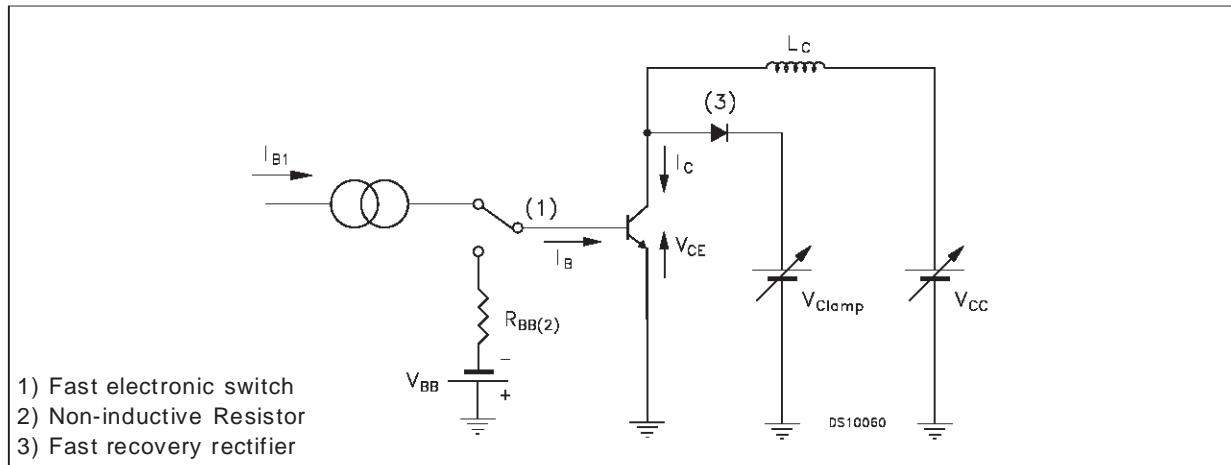 L_C
(3)
I_B1
I_C
(1)
I_B
V_CE
V_Clamp
V_CC
R_BB(2)
−
V_BB
+
DS10060
1) Fast electronic switch
2) Non-inductive Resistor
3) Fast recovery rectifier